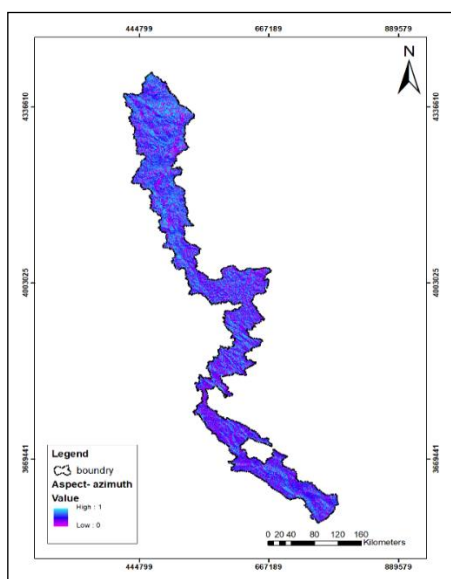 444799 667189 889579
N
4336610 4336610
4003025 4003025
3669441 3669441
Legend
boundry
Aspect- azimuth
Value
High : 1
Low : 0
0 20 40 80 120 160
Kilometers
444799 667189 889579